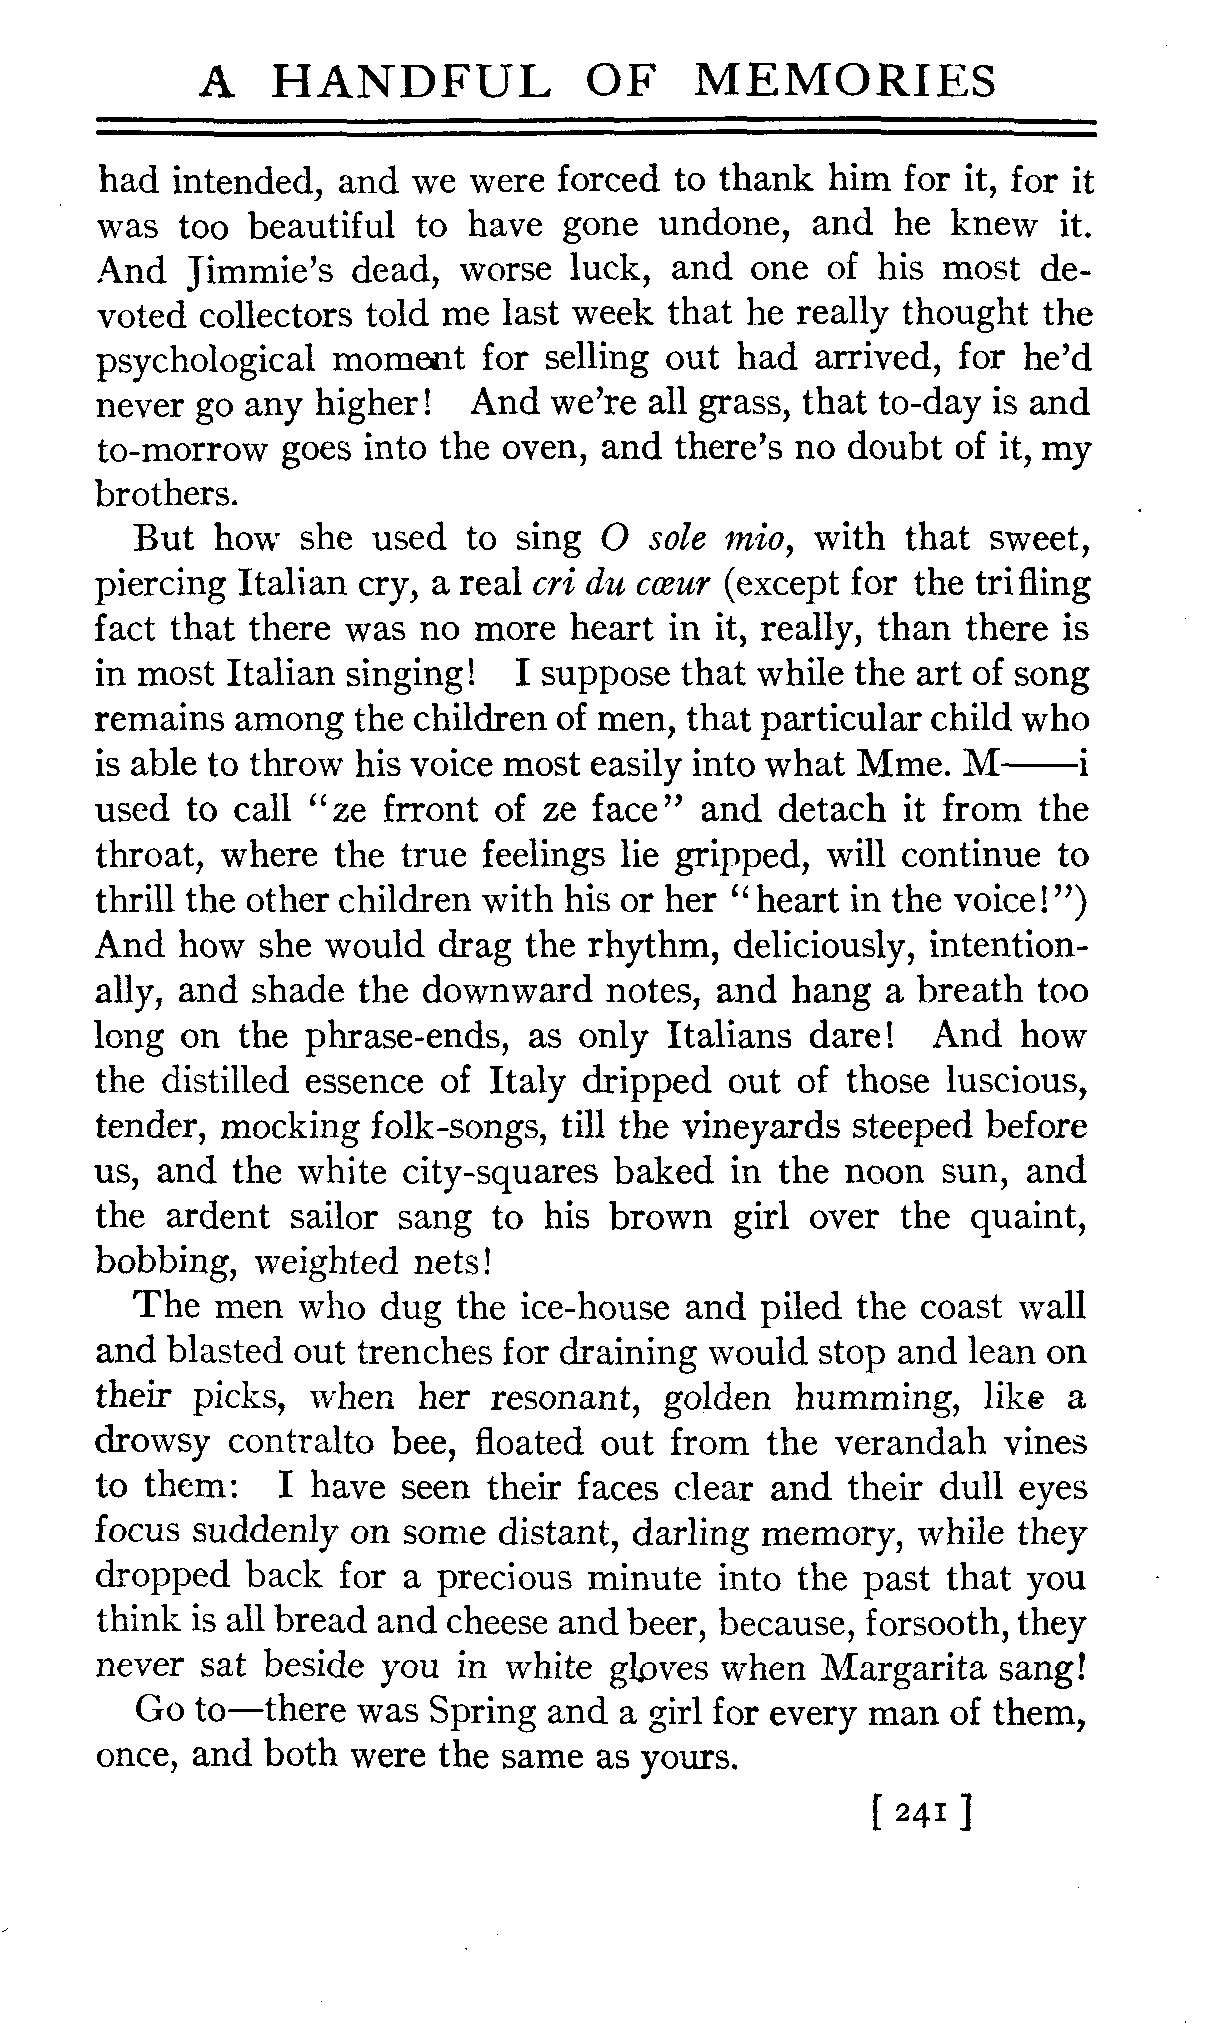 A HANDFUL OF MEMORIES
had intended, and we were forced to thank him for it, for it
was too beautiful to have gone undone, and he knew it.
And Jimmie's dead, worse luck, and one of his most de-
voted collectors told me last week that he really thought the
psychological moment for selling out had arrived, for he'd
never go any higher! And we're all grass, that to-day is and
to-morrow goes into the oven, and there's no doubt of it, my
brothers.
But how she used to sing O sole mio, with that sweet,
piercing Italian cry, a real cri du cœur (except for the trifling
fact that there was no more heart in it, really, than there is
in most Italian singing! I suppose that while the art of song
remains among the children of men, that particular child who
is able to throw his voice most easily into what Mme. M——i
used to call "ze frront of ze face" and detach it from the
throat, where the true feelings lie gripped, will continue to
thrill the other children with his or her "heart in the voice!")
And how she would drag the rhythm, deliciously, intention-
ally, and shade the downward notes, and hang a breath too
long on the phrase-ends, as only Italians dare! And how
the distilled essence of Italy dripped out of those luscious,
tender, mocking folk-songs, till the vineyards steeped before
us, and the white city-squares baked in the noon sun, and
the ardent sailor sang to his brown girl over the quaint,
bobbing, weighted nets!
The men who dug the ice-house and piled the coast wall
and blasted out trenches for draining would stop and lean on
their picks, when her resonant, golden humming, like a
drowsy contralto bee, floated out from the verandah vines
to them: I have seen their faces clear and their dull eyes
focus suddenly on some distant, darling memory, while they
dropped back for a precious minute into the past that you
think is all bread and cheese and beer, because, forsooth, they
never sat beside you in white gloves when Margarita sang!
Go to—there was Spring and a girl for every man of them,
once, and both were the same as yours.
[ 241 ]